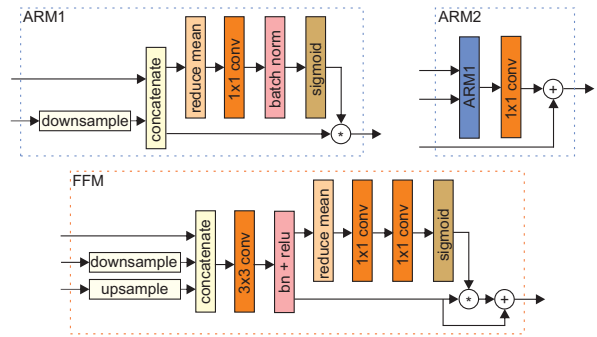 ARM1
downsample
concatenate
reduce mean
1x1 conv
batch norm
sigmoid
*
ARM2
ARM1
1x1 conv
+
FFM
downsample
upsample
concatenate
3x3 conv
bn + relu
reduce mean
1x1 conv
1x1 conv
sigmoid
*
+